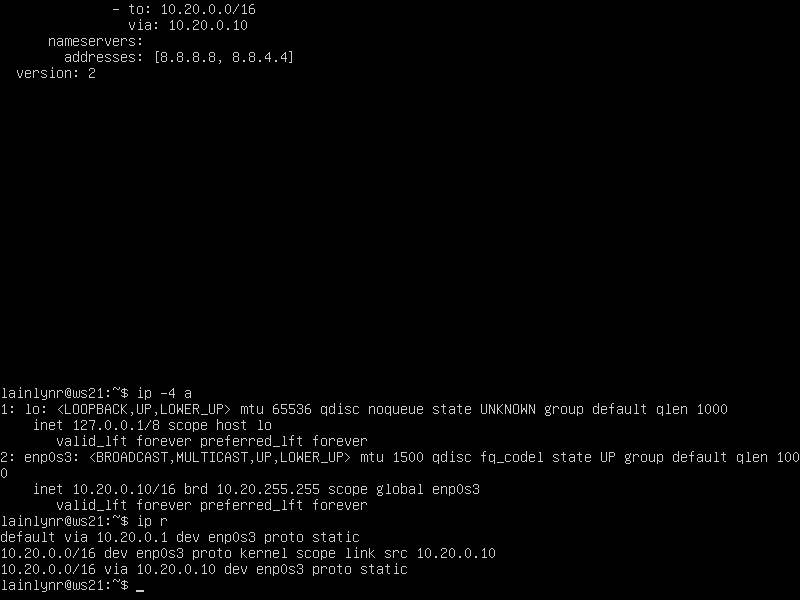 - to: 10.20.0.0/16
via: 10.20.0.10
nameservers:
addresses: [8.8.8.8, 8.8.4.4]
version: 2
lainlynr@ws21:~$ ip -4 a
1: lo: <LOOPBACK,UP,LOWER_UP> mtu 65536 qdisc noqueue state UNKNOWN group default qlen 1000
inet 127.0.0.1/8 scope host lo
valid_lft forever preferred_lft forever
2: enp0s3: <BROADCAST,MULTICAST,UP,LOWER_UP> mtu 1500 qdisc fq_codel state UP group default qlen 100
0
inet 10.20.0.10/16 brd 10.20.255.255 scope global enp0s3
valid_lft forever preferred_lft forever
lainlynr@ws21:~$ ip r
default via 10.20.0.1 dev enp0s3 proto static
10.20.0.0/16 dev enp0s3 proto kernel scope link src 10.20.0.10
10.20.0.0/16 via 10.20.0.10 dev enp0s3 proto static
lainlynr@ws21:~$ _